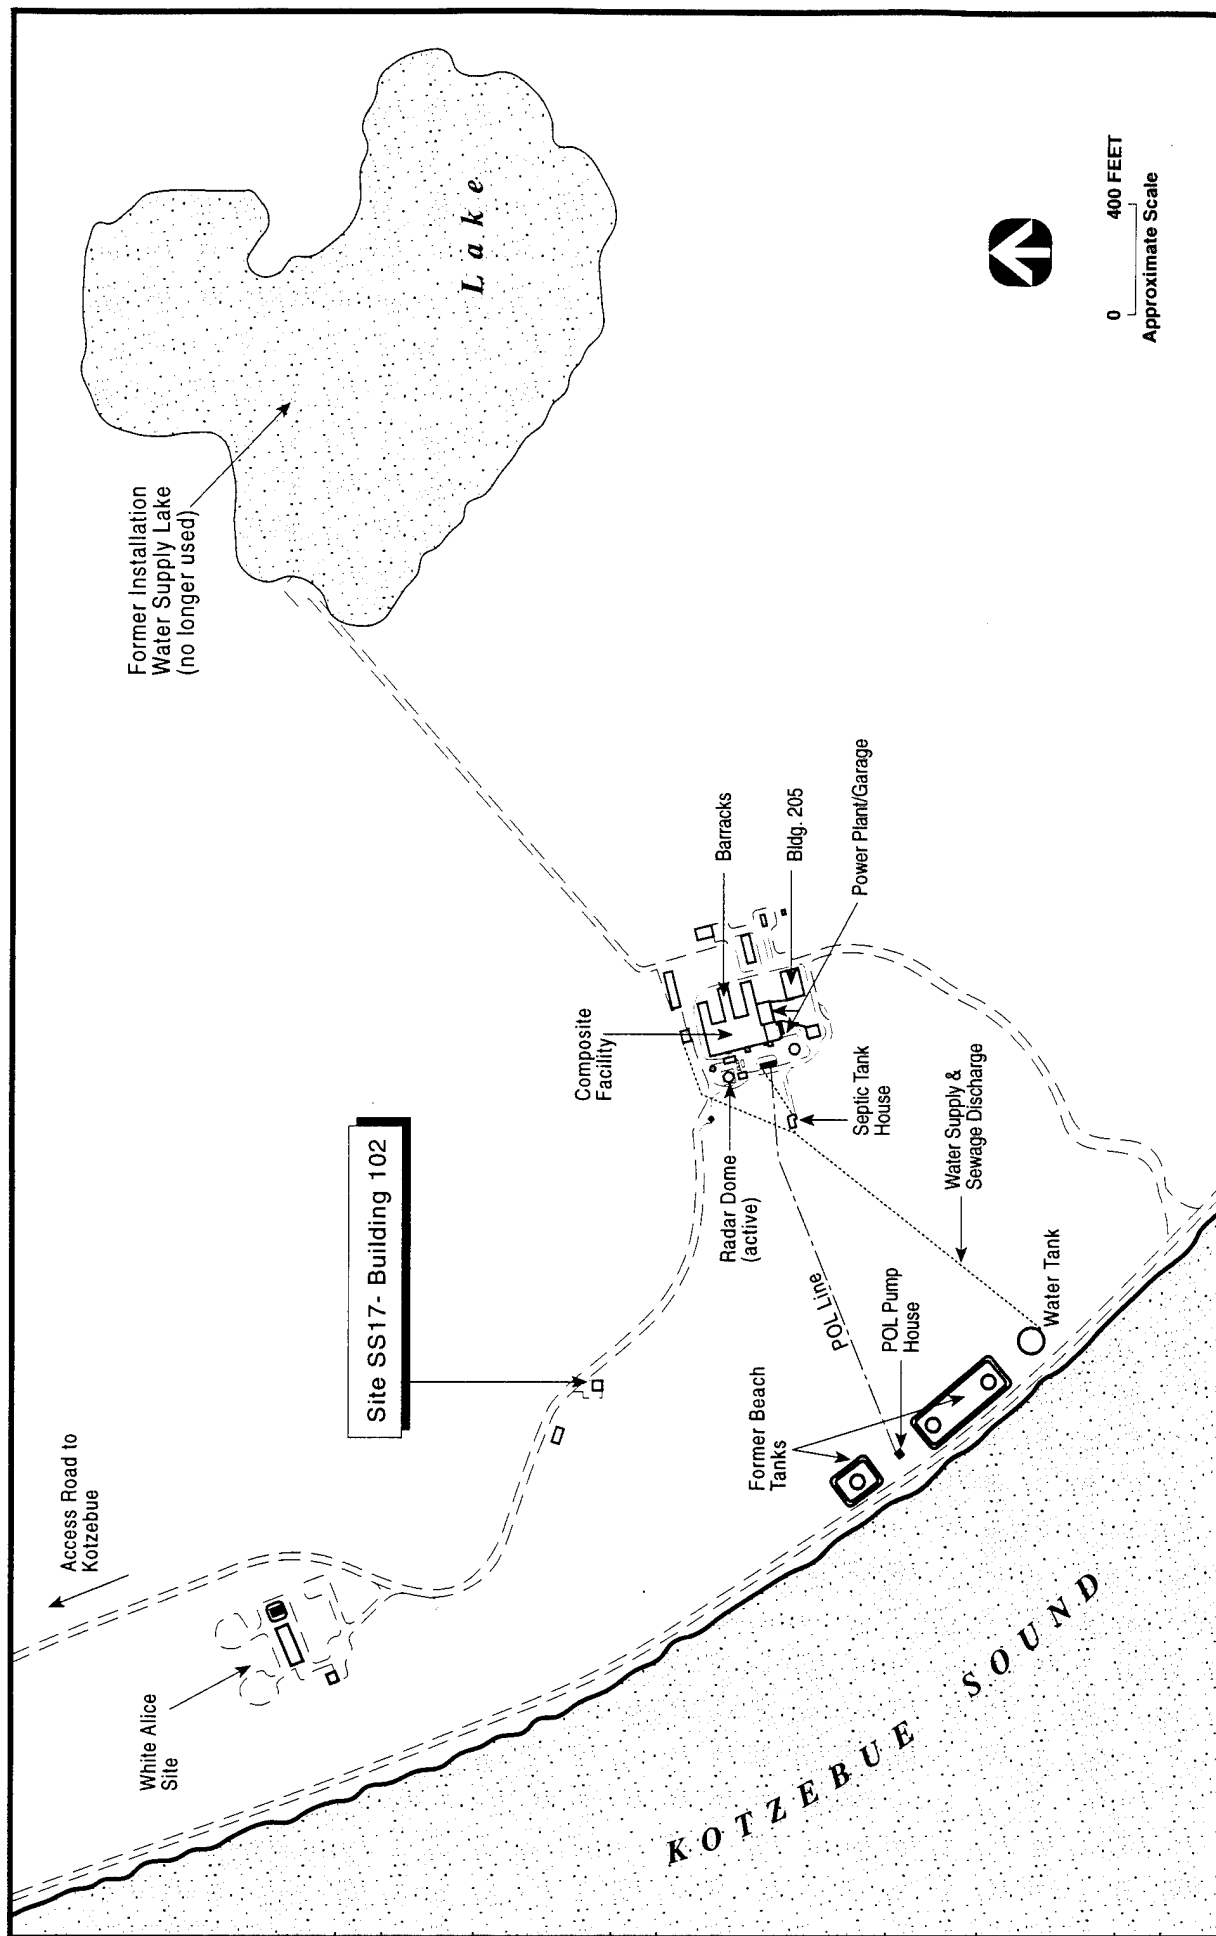 Access Road to
Kotzebue
White Alice
Site
Site SS17- Building 102
Former Installation
Water Supply Lake
(no longer used)
Lake
Composite
Facility
Barracks
Bldg. 205
Power Plant/Garage
Radar Dome
(active)
Septic Tank
House
Water Supply &
Sewage Discharge
POL Line
POL Pump
House
Former Beach
Tanks
Water Tank
KOTZEBUE SOUND
0 400 FEET
Approximate Scale